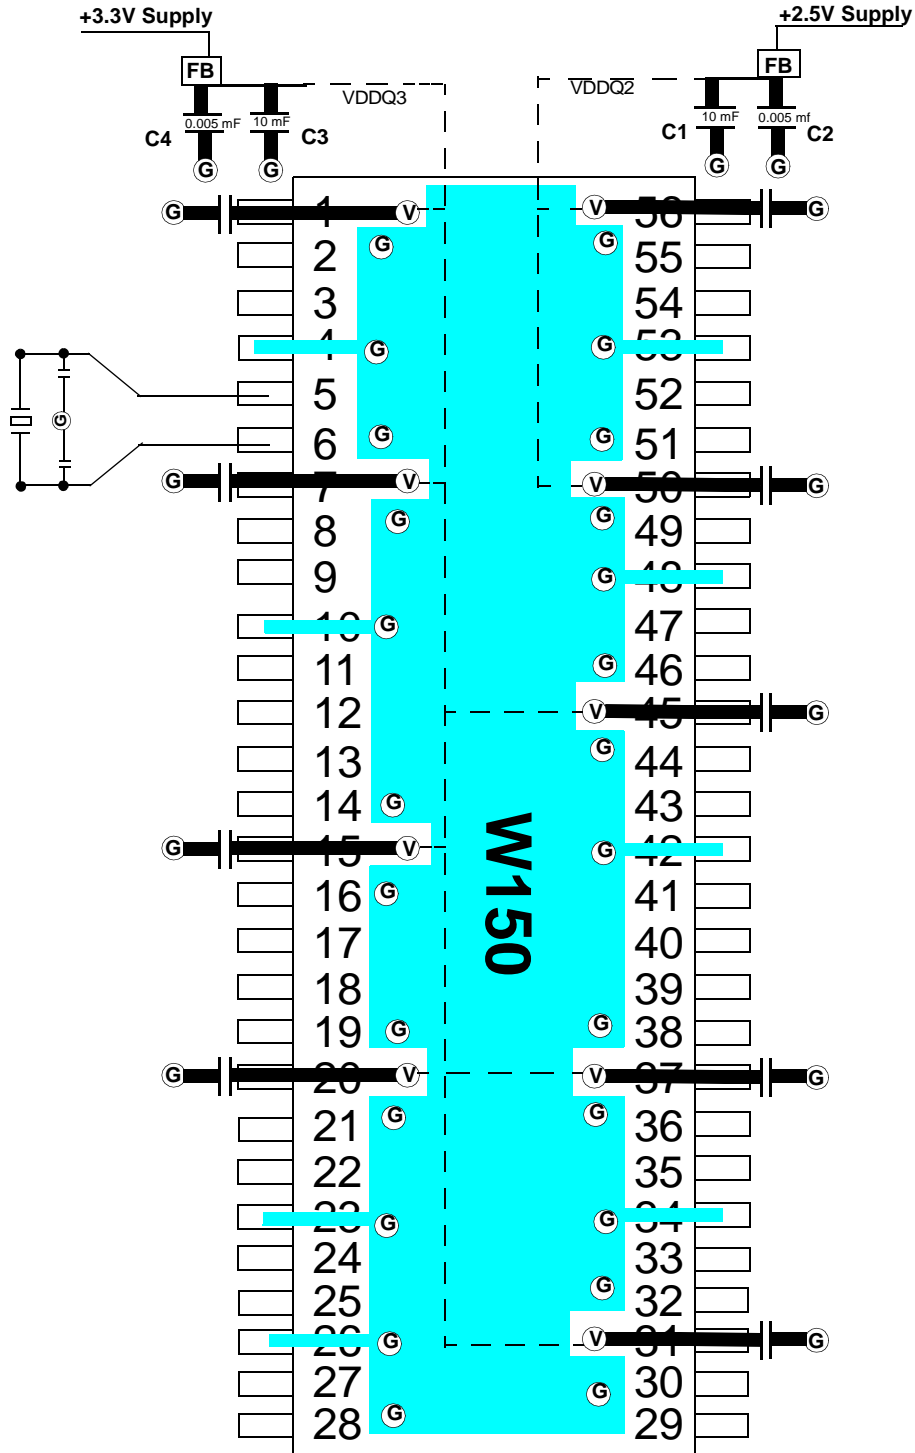 +3.3V Supply
+2.5V Supply
FB
FB
VDDQ3
VDDQ2
0.005 mF
10 mF
10 mF
0.005 mf
C4
C3
C1
C2
G
G
G
G
G
1
V
V
56
G
2
G
G
55
3
54
4
G
G
53
5
52
G
6
G
G
51
G
7
V
V
50
G
8
G
G
49
9
G
48
10
G
47
11
G
46
12
V
45
G
13
G
44
14
G
43
G
15
V
G
42
16
G
41
W150
17
40
18
39
19
G
G
38
G
20
V
V
37
G
21
G
G
36
22
35
23
G
G
34
24
33
25
G
32
26
G
V
31
G
27
G
30
28
G
29